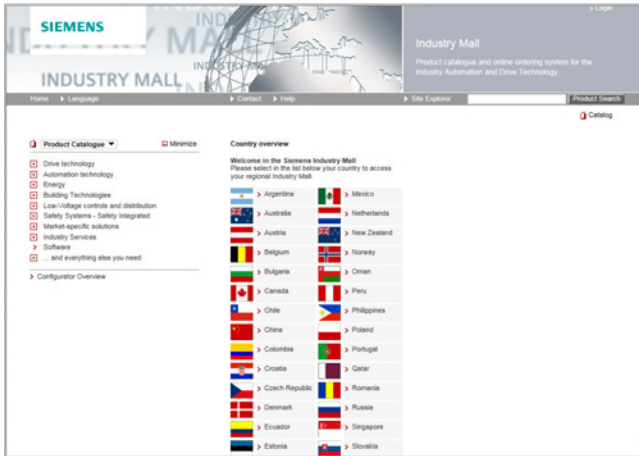 SIEMENS
INDUSTRY MALL
Login
Industry Mall
Product catalogue and online ordering system for the
Industry Automation and Drive Technology.
Home Language Contact Help Site Explorer Product Search
Catalog
Product Catalogue Minimize
Drive technology
Automation technology
Energy
Building Technologies
Low-Voltage controls and distribution
Safety Systems - Safety Integrated
Market-specific solutions
Industry Services
Software
... and everything else you need
Configurator Overview
Country overview
Welcome in the Siemens Industry Mall
Please select in the list below your country to access
your regional Industry Mall.
Argentina Mexico
Australia Netherlands
Austria New Zealand
Belgium Norway
Bulgaria Oman
Canada Peru
Chile Philippines
China Poland
Colombia Portugal
Croatia Qatar
Czech Republic Romania
Denmark Russia
Ecuador Singapore
Estonia Slovakia